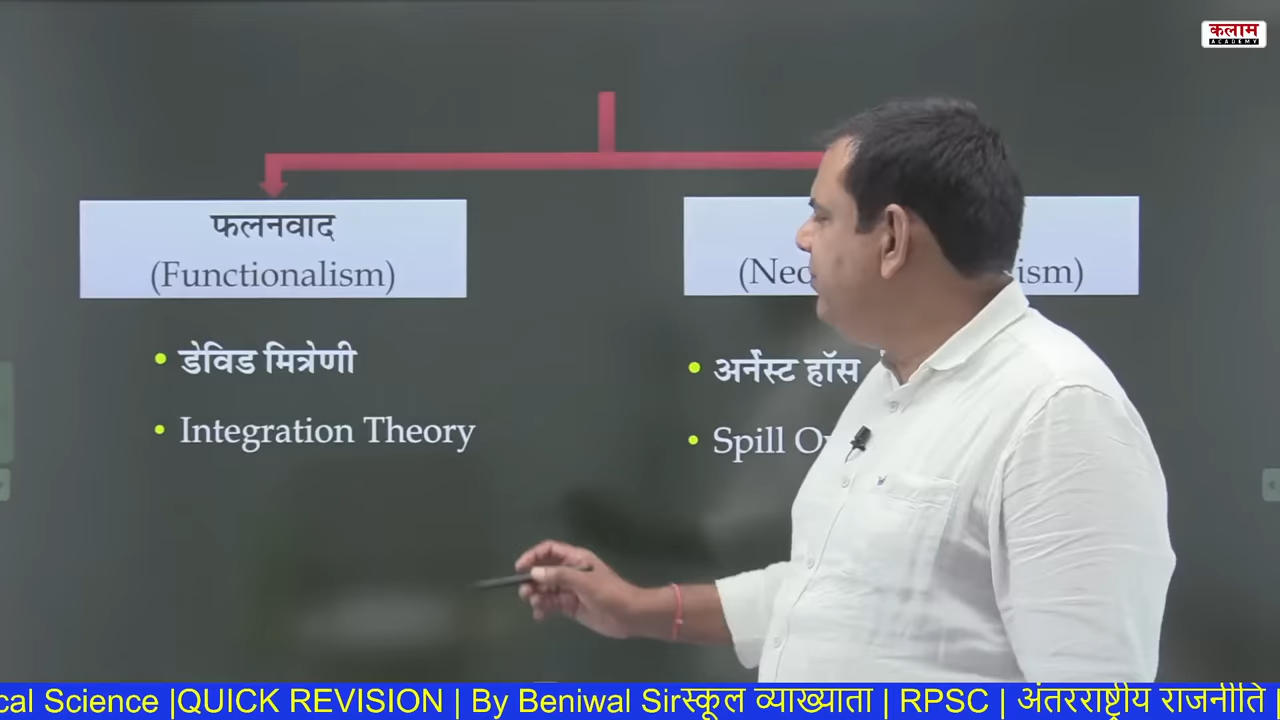 कलाम
ACADEMY
फलनवाद
(Functionalism)
डेविड मित्रेणी
Integration Theory
ism)
अर्नेस्ट हॉस
Spill
cal Science |QUICK REVISION | By Beniwal Sirस्कूल व्याख्याता | RPSC | अंतरराष्ट्रीय राजनीति